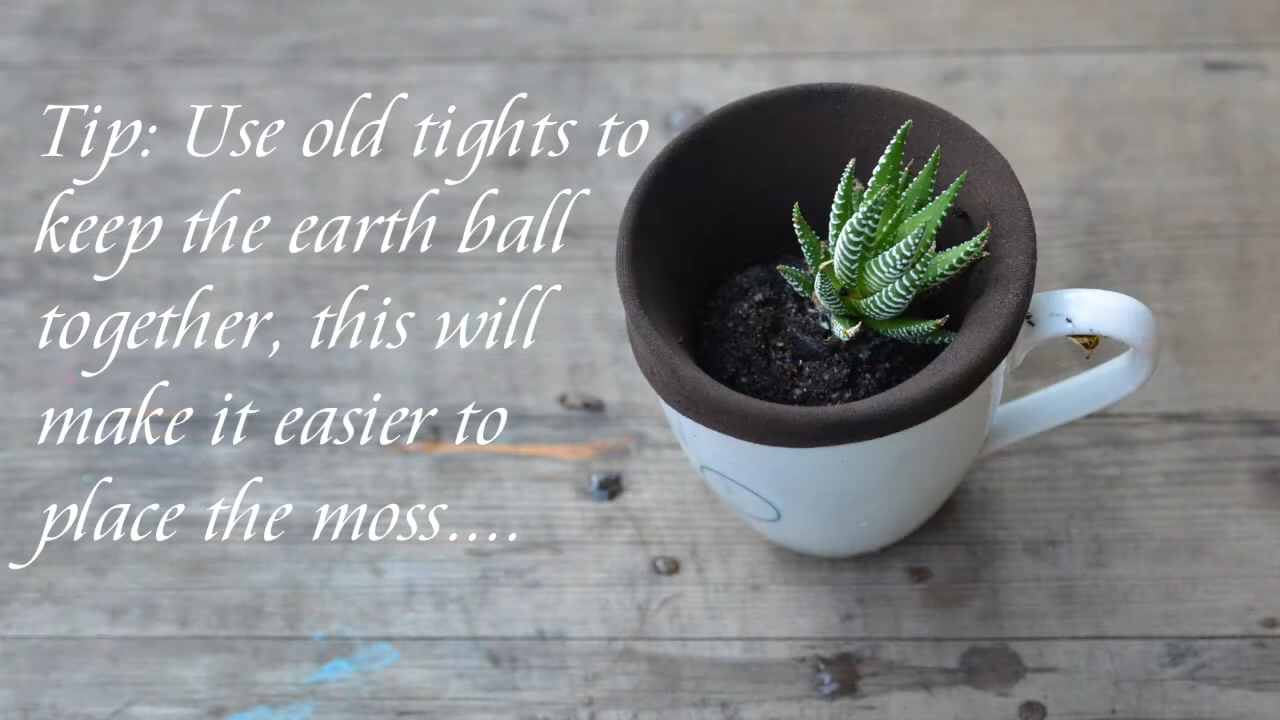 Tip: Use old tights to
keep the earth ball
together, this will
make it easier to
place the moss....